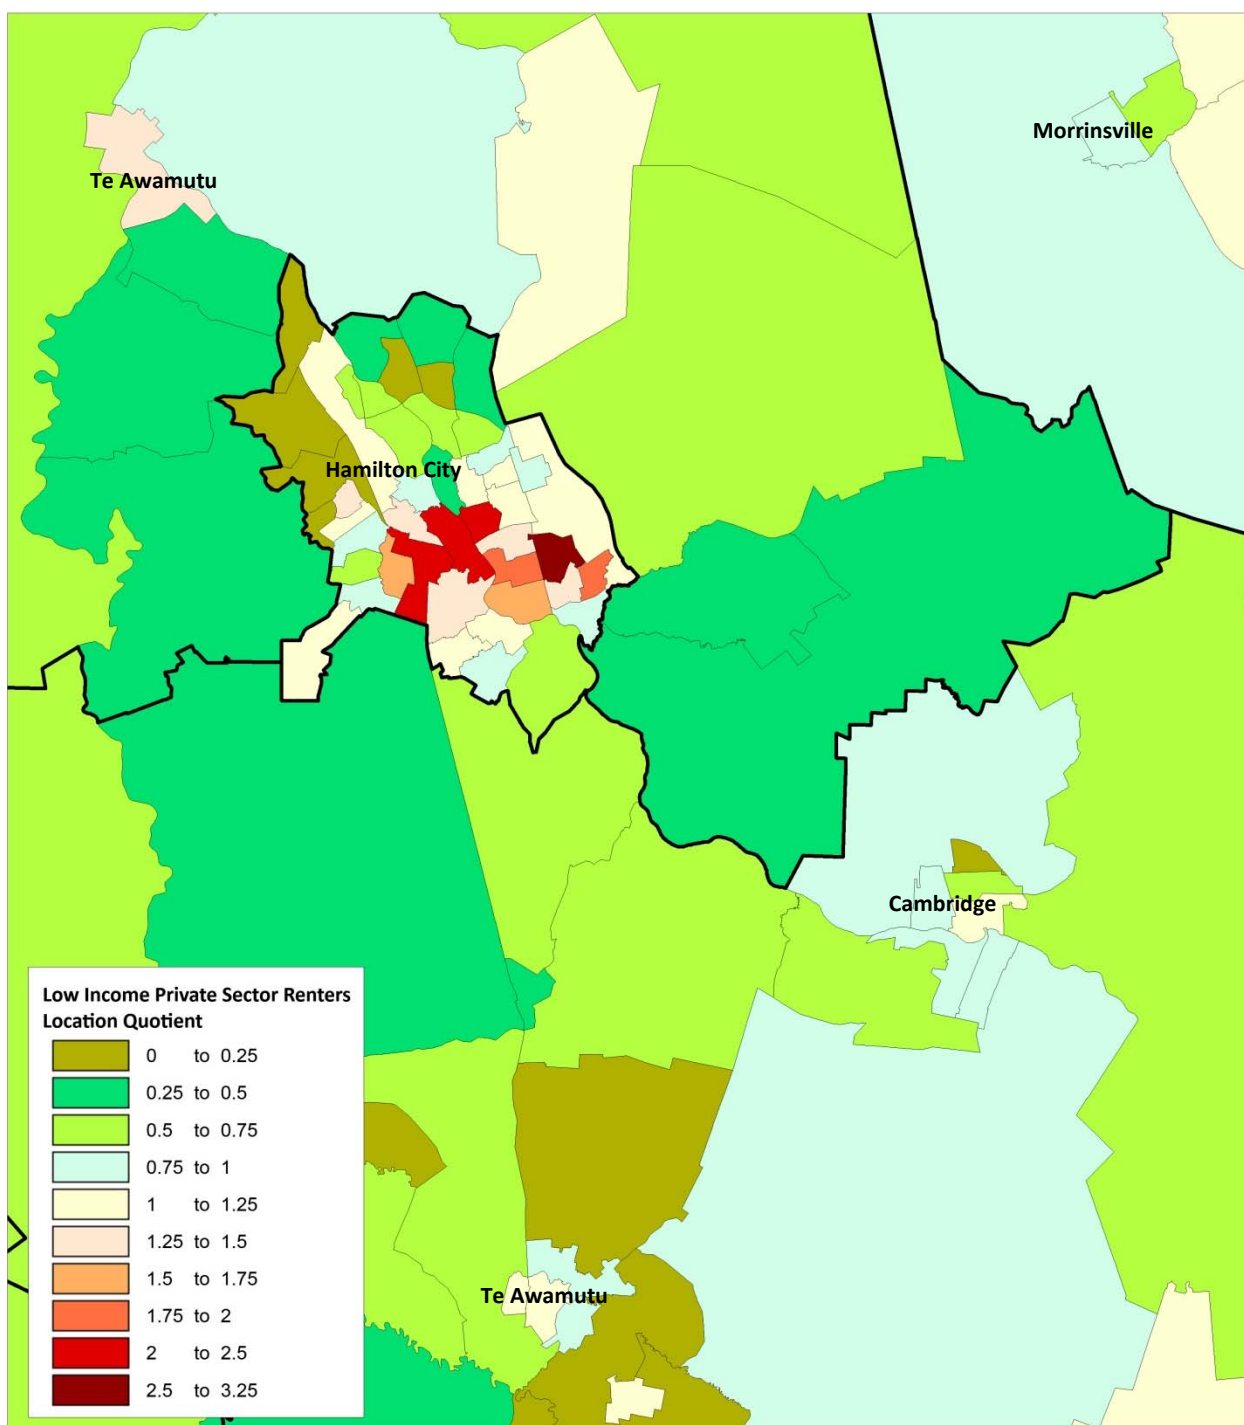 Morrinsville
Te Awamutu
Hamilton City
Cambridge
Low Income Private Sector Renters
Location Quotient
0 to 0.25
0.25 to 0.5
0.5 to 0.75
0.75 to 1
1 to 1.25
1.25 to 1.5
1.5 to 1.75
1.75 to 2
2 to 2.5
2.5 to 3.25
Te Awamutu